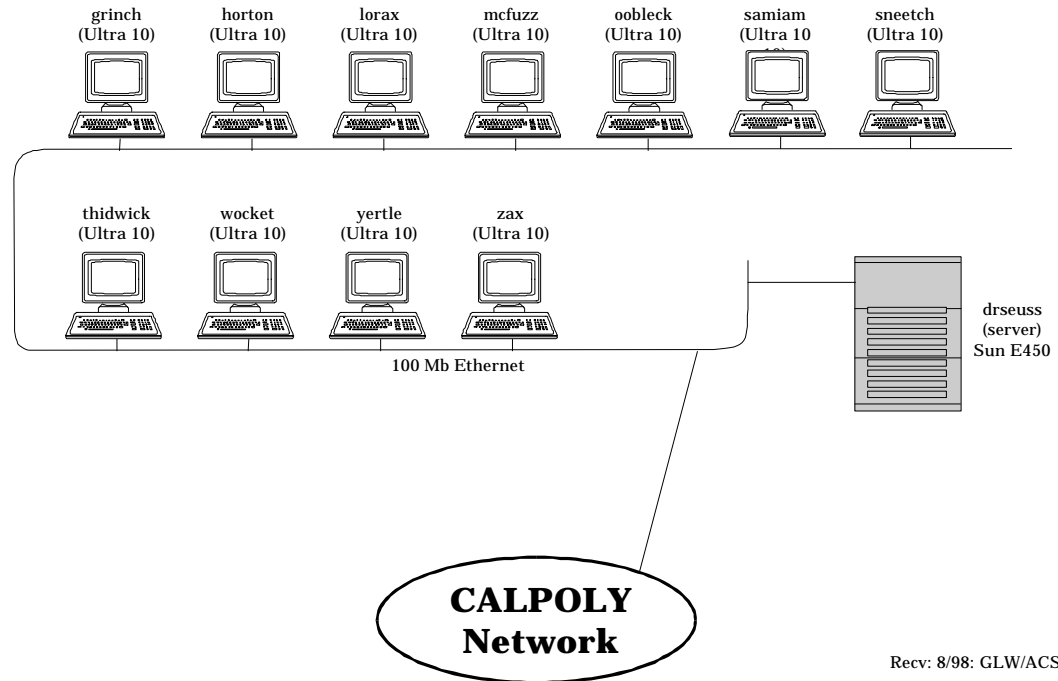 grinch
(Ultra 10)
horton
(Ultra 10)
lorax
(Ultra 10)
mcfuzz
(Ultra 10)
oobleck
(Ultra 10)
samiam
(Ultra 10
10)
sneetch
(Ultra 10)
thidwick
(Ultra 10)
wocket
(Ultra 10)
yertle
(Ultra 10)
zax
(Ultra 10)
drseuss
(server)
Sun E450
100 Mb Ethernet
CALPOLY
Network
Recv: 8/98: GLW/ACS